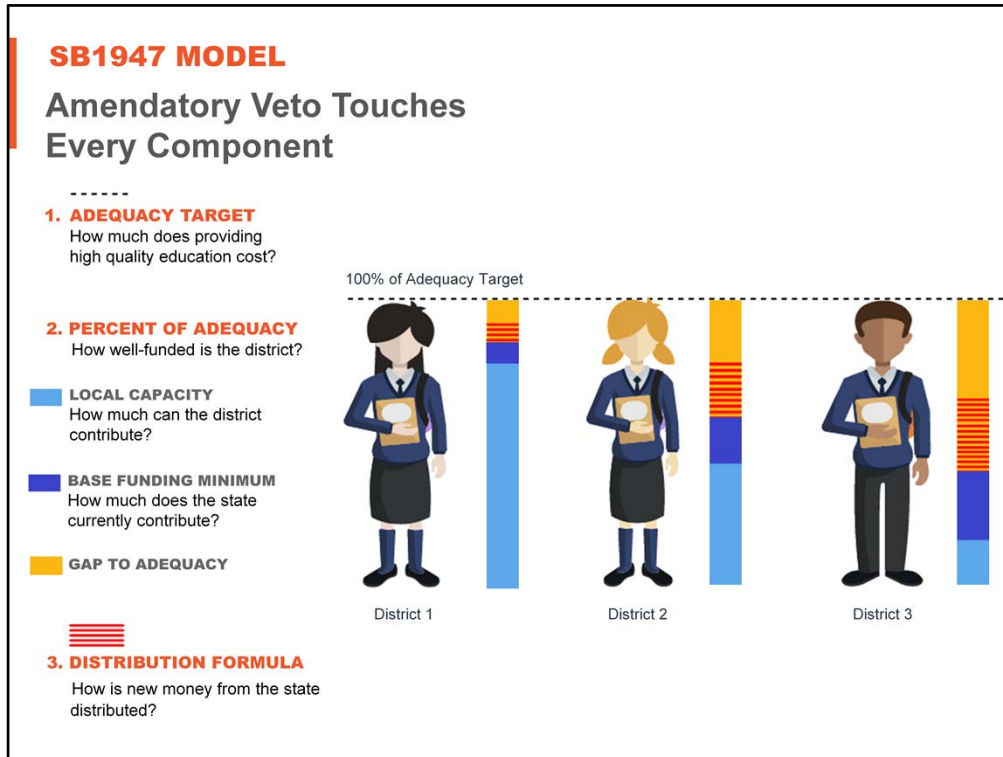 SB1947 MODEL
Amendatory Veto Touches
Every Component
1. ADEQUACY TARGET
How much does providing
high quality education cost?
100% of Adequacy Target
2. PERCENT OF ADEQUACY
How well-funded is the district?
LOCAL CAPACITY
How much can the district
contribute?
BASE FUNDING MINIMUM
How much does the state
currently contribute?
GAP TO ADEQUACY
District 1
District 2
District 3
3. DISTRIBUTION FORMULA
How is new money from the state
distributed?